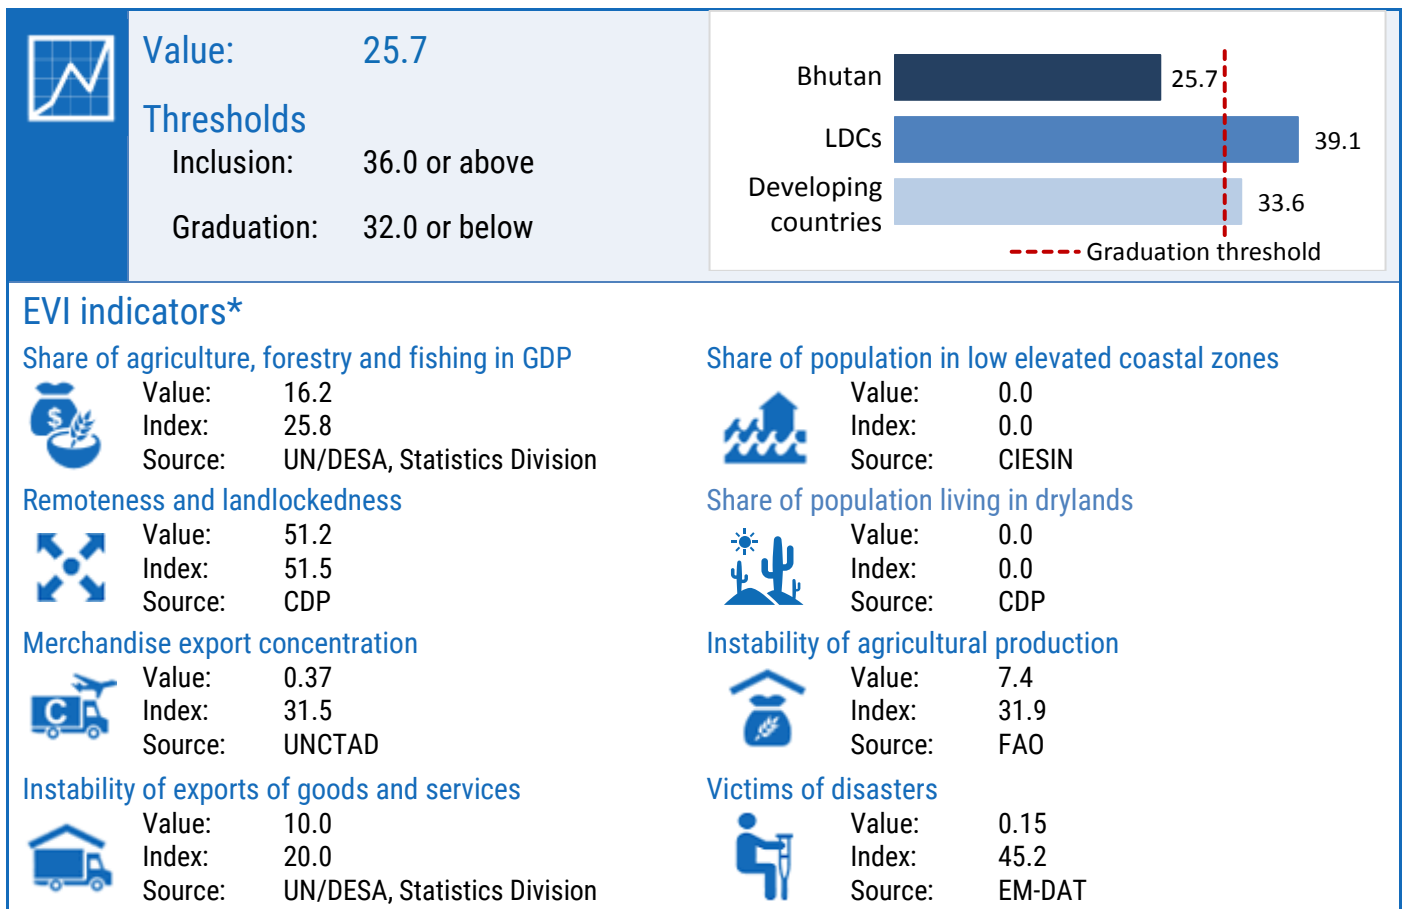 Value: 25.7
Thresholds
Inclusion: 36.0 or above
Graduation: 32.0 or below
Bhutan 25.7
LDCs 39.1
Developing
countries 33.6
Graduation threshold
EVI indicators*
Share of agriculture, forestry and fishing in GDP
Value: 16.2
Index: 25.8
Source: UN/DESA, Statistics Division
Share of population in low elevated coastal zones
Value: 0.0
Index: 0.0
Source: CIESIN
Remoteness and landlockedness
Value: 51.2
Index: 51.5
Source: CDP
Share of population living in drylands
Value: 0.0
Index: 0.0
Source: CDP
Merchandise export concentration
C
Value: 0.37
Index: 31.5
Source: UNCTAD
Instability of agricultural production
Value: 7.4
Index: 31.9
Source: FAO
Instability of exports of goods and services
Value: 10.0
Index: 20.0
Source: UN/DESA, Statistics Division
Victims of disasters
Value: 0.15
Index: 45.2
Source: EM-DAT